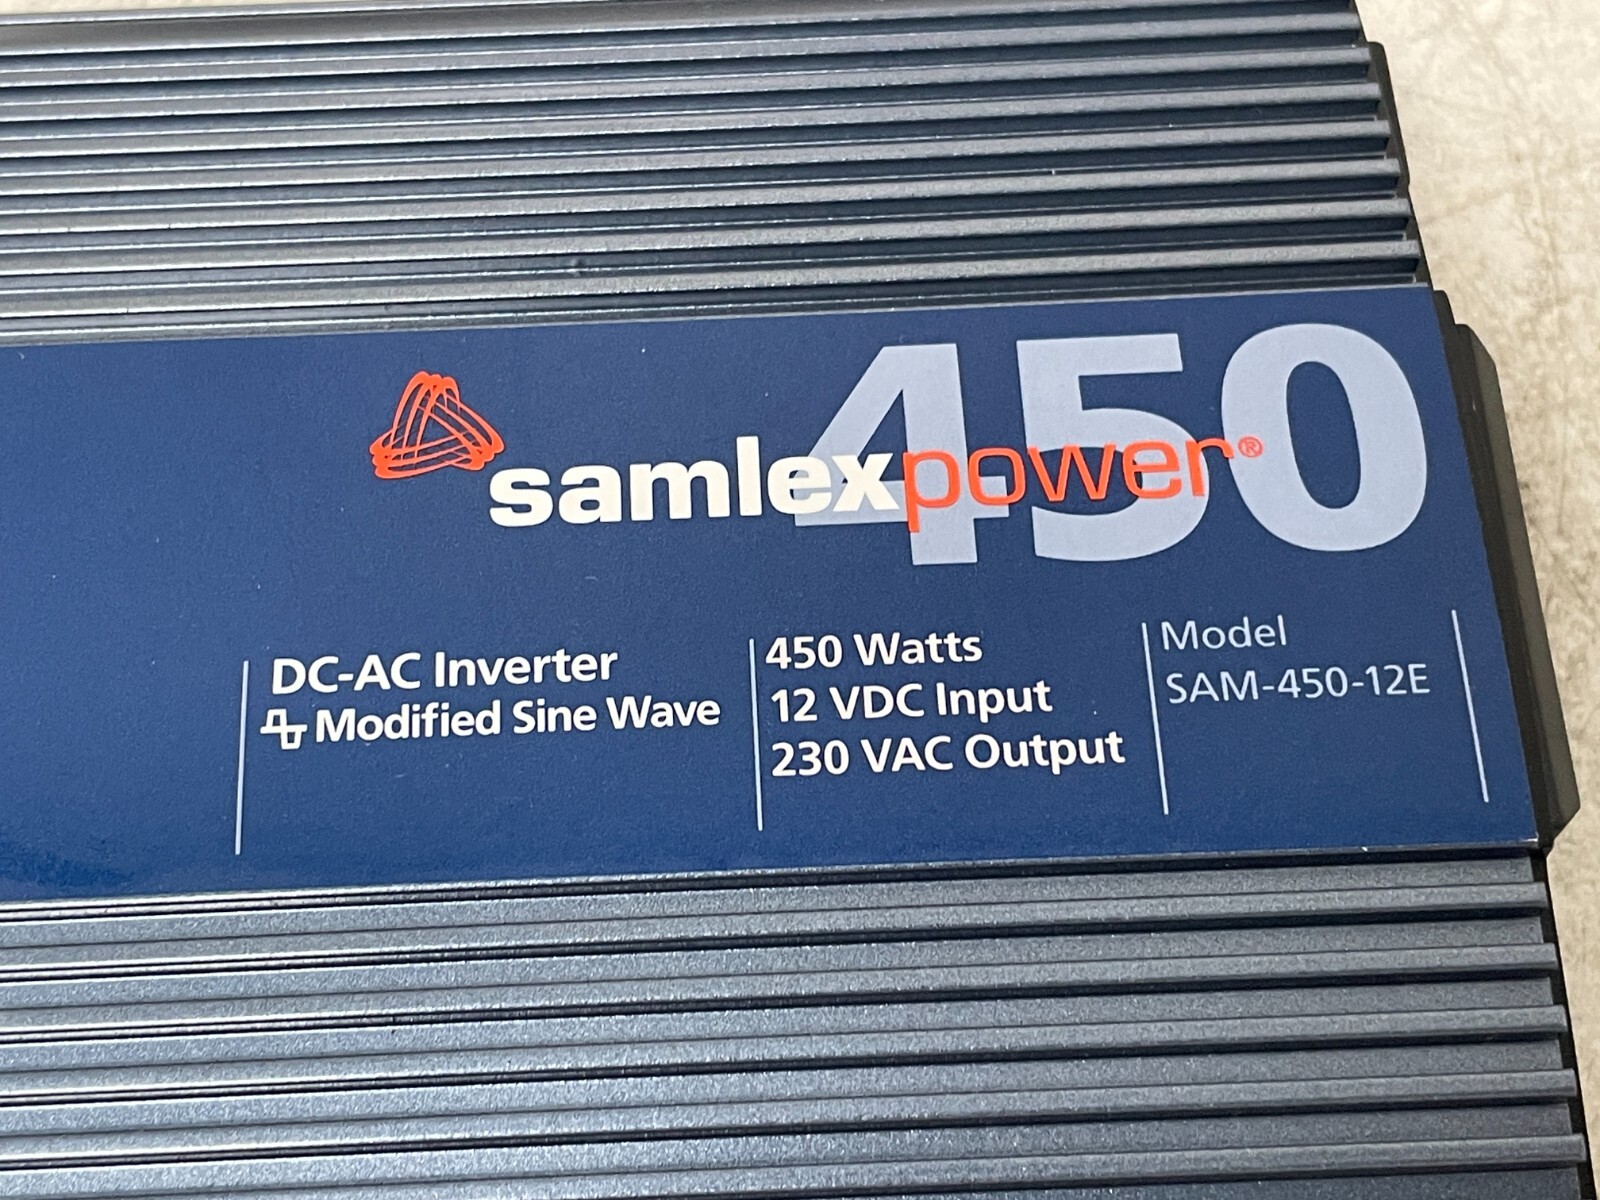 450
samlexpower®
DC-AC Inverter
Modified Sine Wave
450 Watts
12 VDC Input
230 VAC Output
Model
SAM-450-12E